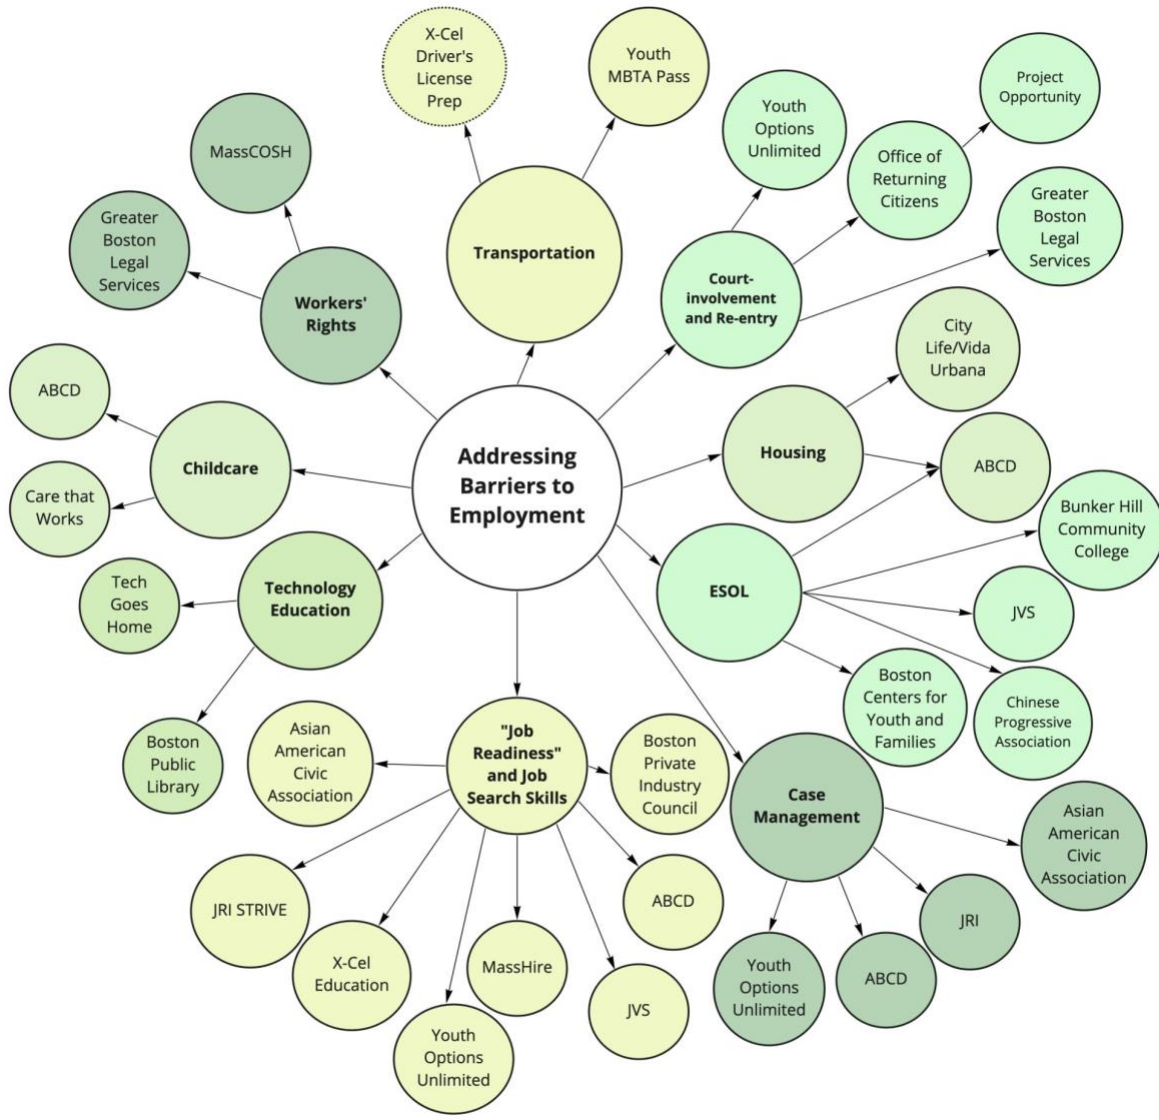 X-Cel
Driver's
License
Prep
Youth
MBTA Pass
Project
Opportunity
Youth
Options
Unlimited
Office of
Returning
Citizens
MassCOSH
Greater
Boston
Legal
Services
Greater
Boston
Legal
Services
Transportation
Court-
involvement
and Re-entry
Workers'
Rights
City
Life/Vida
Urbana
ABCD
Childcare
Addressing
Barriers to
Employment
Housing
ABCD
Care that
Works
Bunker Hill
Community
College
Tech
Goes
Home
Technology
Education
ESOL
JVS
Boston
Centers for
Youth and
Families
Chinese
Progressive
Association
Boston
Public
Library
Asian
American
Civic
Association
"Job
Readiness"
and Job
Search Skills
Boston
Private
Industry
Council
Case
Management
Asian
American
Civic
Association
JRI STRIVE
X-Cel
Education
Youth
Options
Unlimited
MassHire
JVS
ABCD
Youth
Options
Unlimited
ABCD
JRI